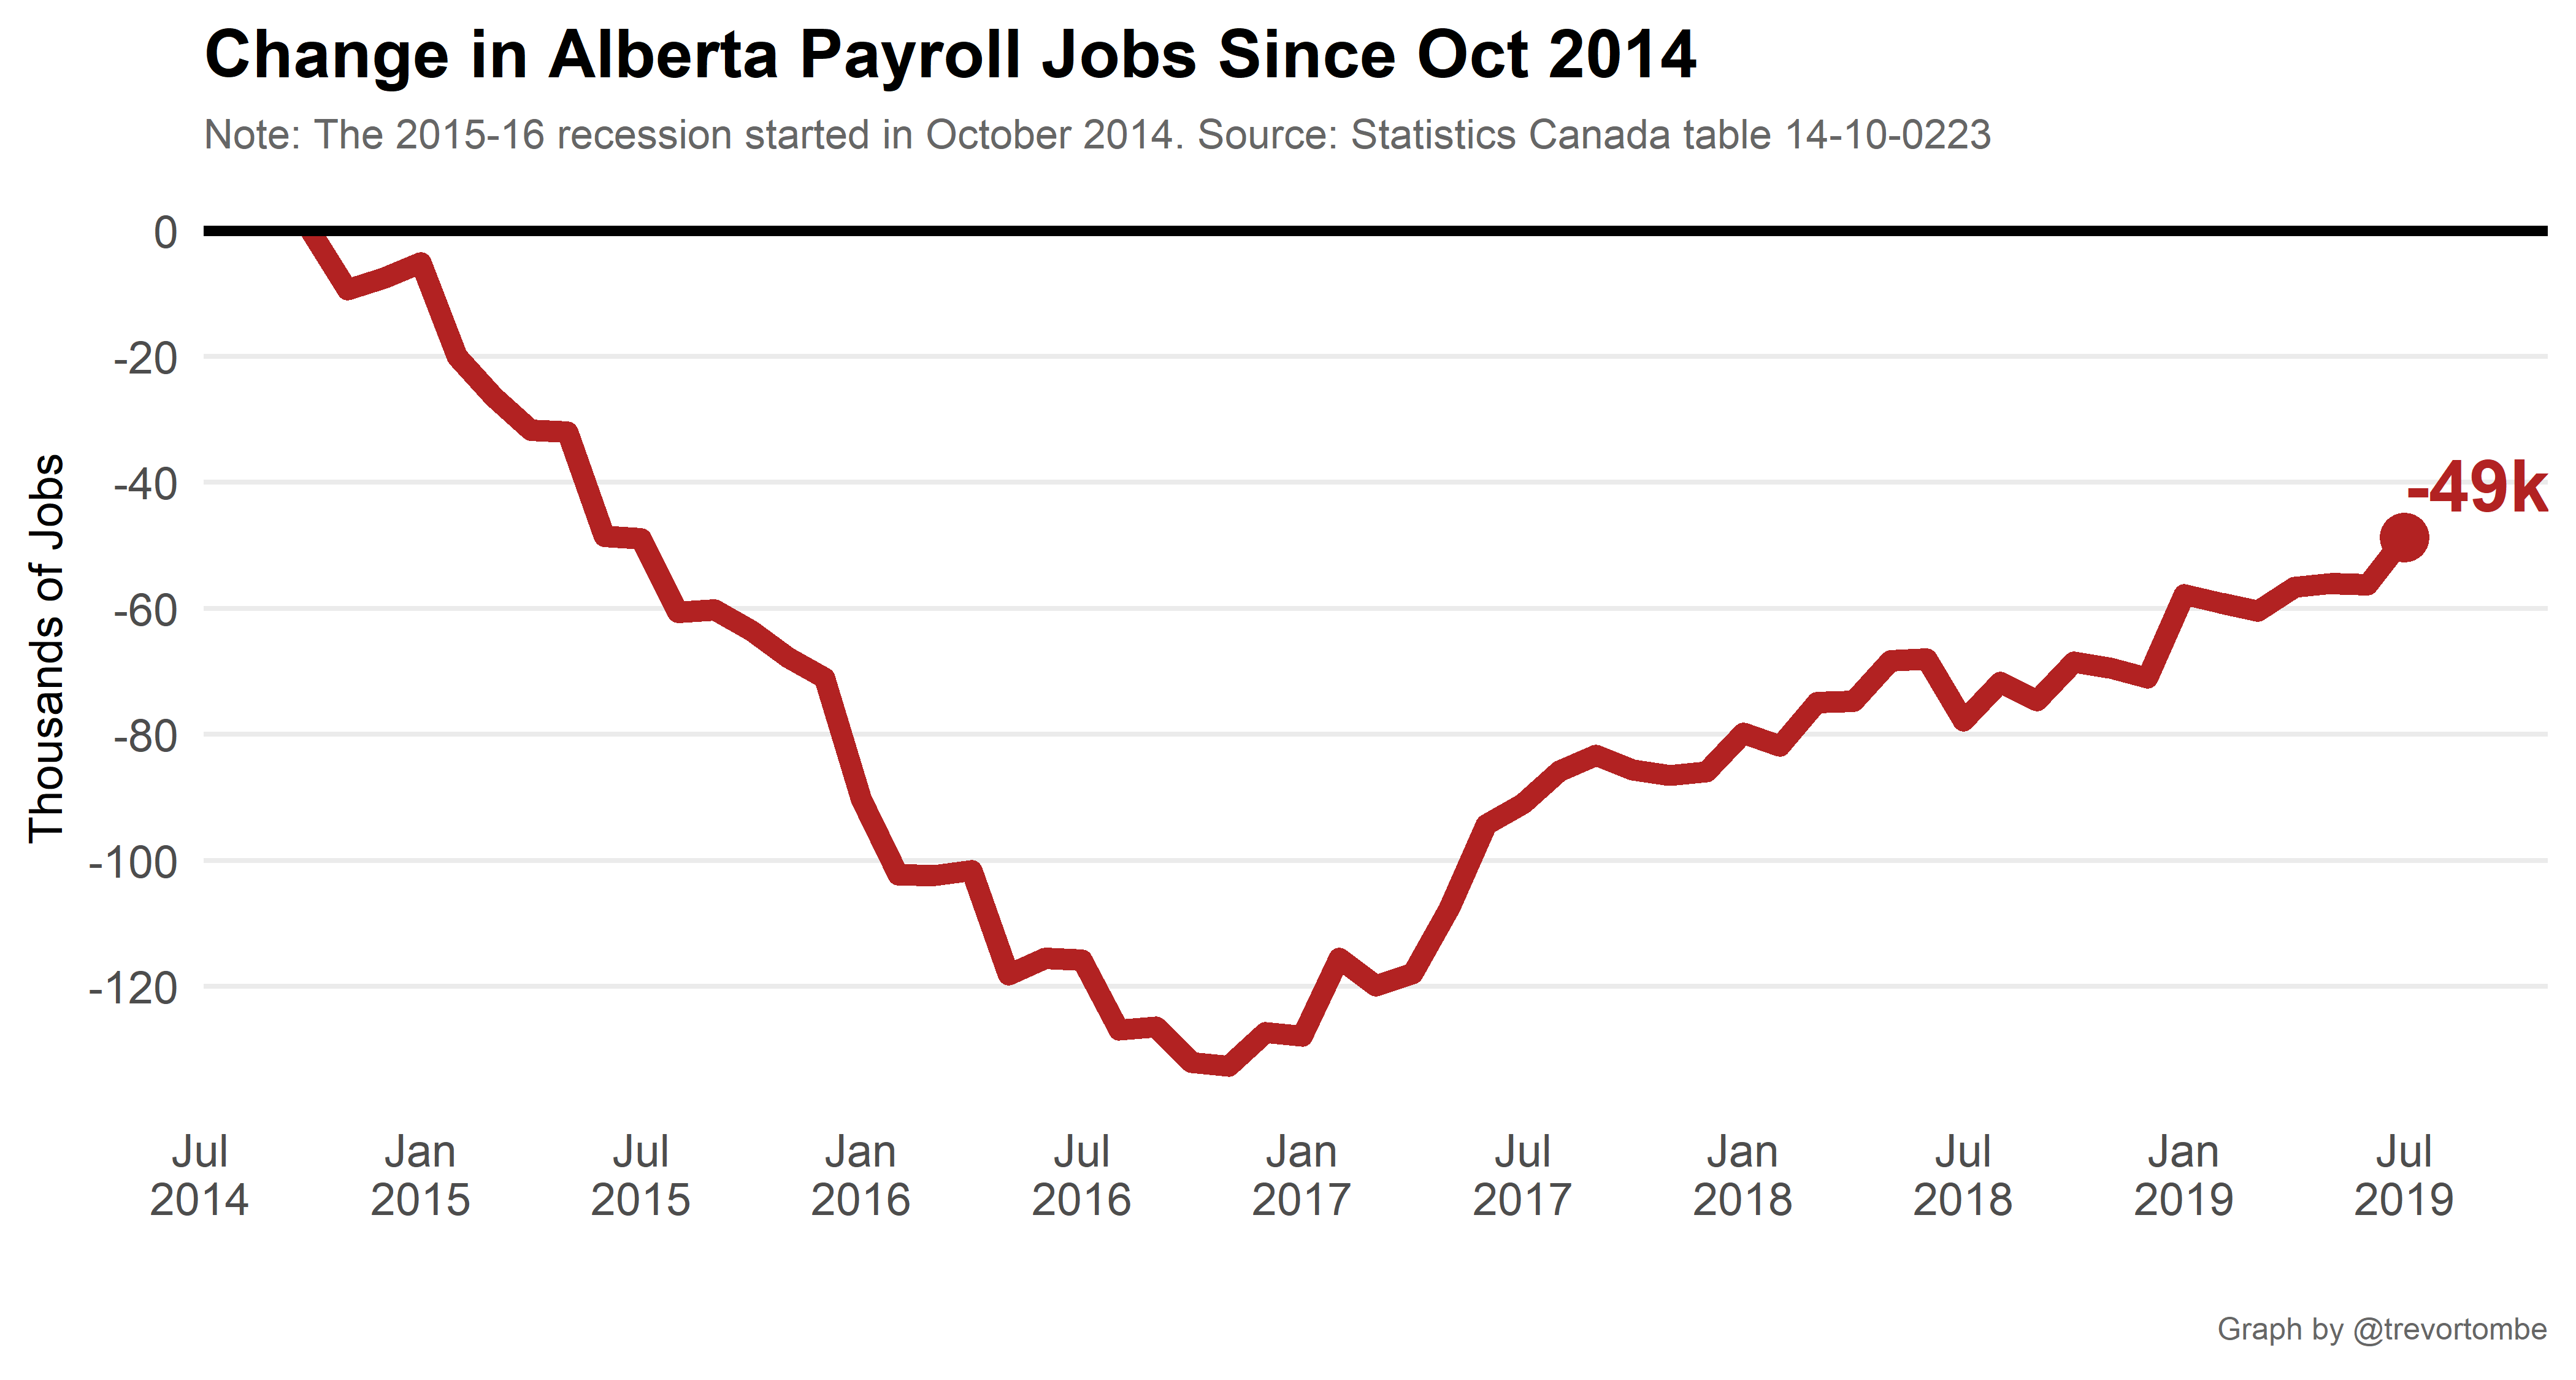 Change in Alberta Payroll Jobs Since Oct 2014
Note: The 2015-16 recession started in October 2014. Source: Statistics Canada table 14-10-0223
Thousands of Jobs
0
-20
-40
-60
-80
-100
-120
-49k
Jul 2014
Jan 2015
Jul 2015
Jan 2016
Jul 2016
Jan 2017
Jul 2017
Jan 2018
Jul 2018
Jan 2019
Jul 2019
Graph by @trevortombe